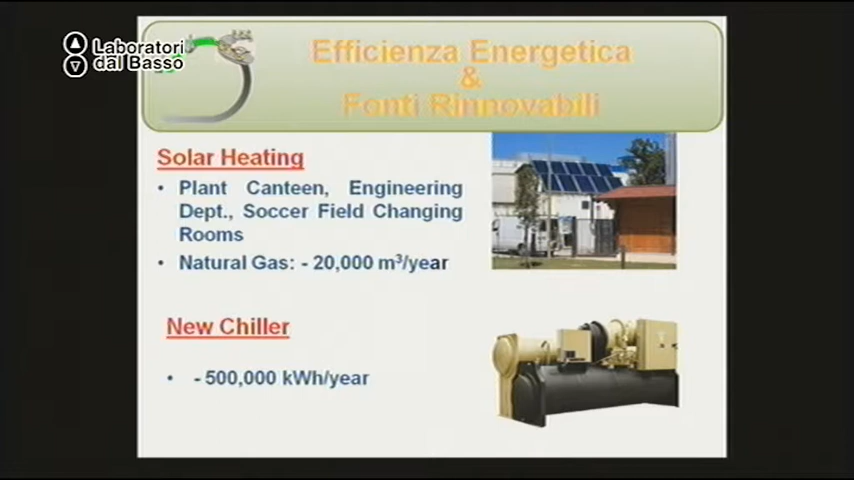 Laboratori
dal Basso
Efficienza Energetica
&
Fonti Rinnovabili
Solar Heating
• Plant Canteen, Engineering
Dept., Soccer Field Changing
Rooms
• Natural Gas: - 20,000 m³/year
New Chiller
• - 500,000 kWh/year